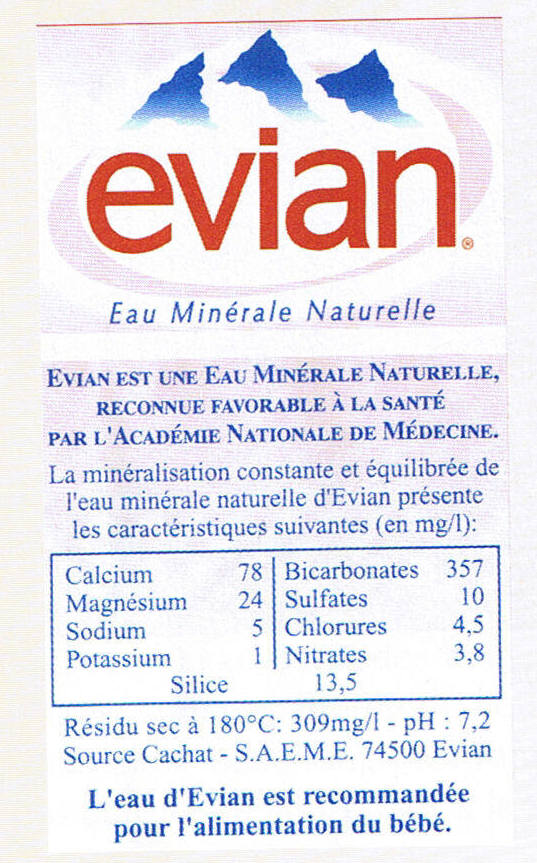 evian®
Eau Minérale Naturelle
EVIAN EST UNE EAU MINÉRALE NATURELLE,
RECONNUE FAVORABLE À LA SANTÉ
PAR L'ACADÉMIE NATIONALE DE MÉDECINE.
La minéralisation constante et équilibrée de
l'eau minérale naturelle d'Evian présente
les caractéristiques suivantes (en mg/l):
Calcium 78 Bicarbonates 357
Magnésium 24 Sulfates 10
Sodium 5 Chlorures 4,5
Potassium 1 Nitrates 3,8
Silice 13,5
Résidu sec à 180°C: 309mg/l - pH : 7,2
Source Cachat - S.A.E.M.E. 74500 Evian
L'eau d'Evian est recommandée
pour l'alimentation du bébé.